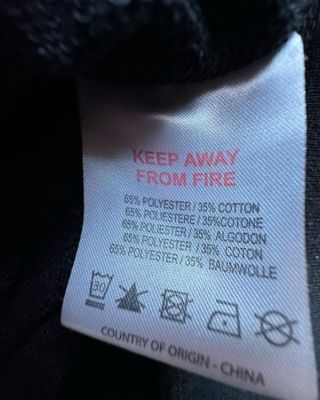 KEEP AWAY
FROM FIRE
65% POLYESTER / 35% COTTON
65% POLIESTERE / 35%COTONE
65% POLIESTER / 35% ALGODON
65% POLYESTER / 35% COTON
65% POLYESTER / 35% BAUMWOLLE
30
COUNTRY OF ORIGIN - CHINA